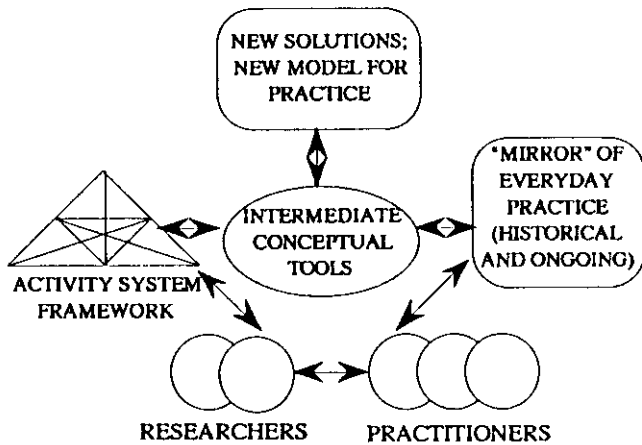 NEW SOLUTIONS;
NEW MODEL FOR
PRACTICE
"MIRROR" OF
EVERYDAY
PRACTICE
(HISTORICAL
AND ONGOING)
INTERMEDIATE
CONCEPTUAL
TOOLS
ACTIVITY SYSTEM
FRAMEWORK
RESEARCHERS
PRACTITIONERS